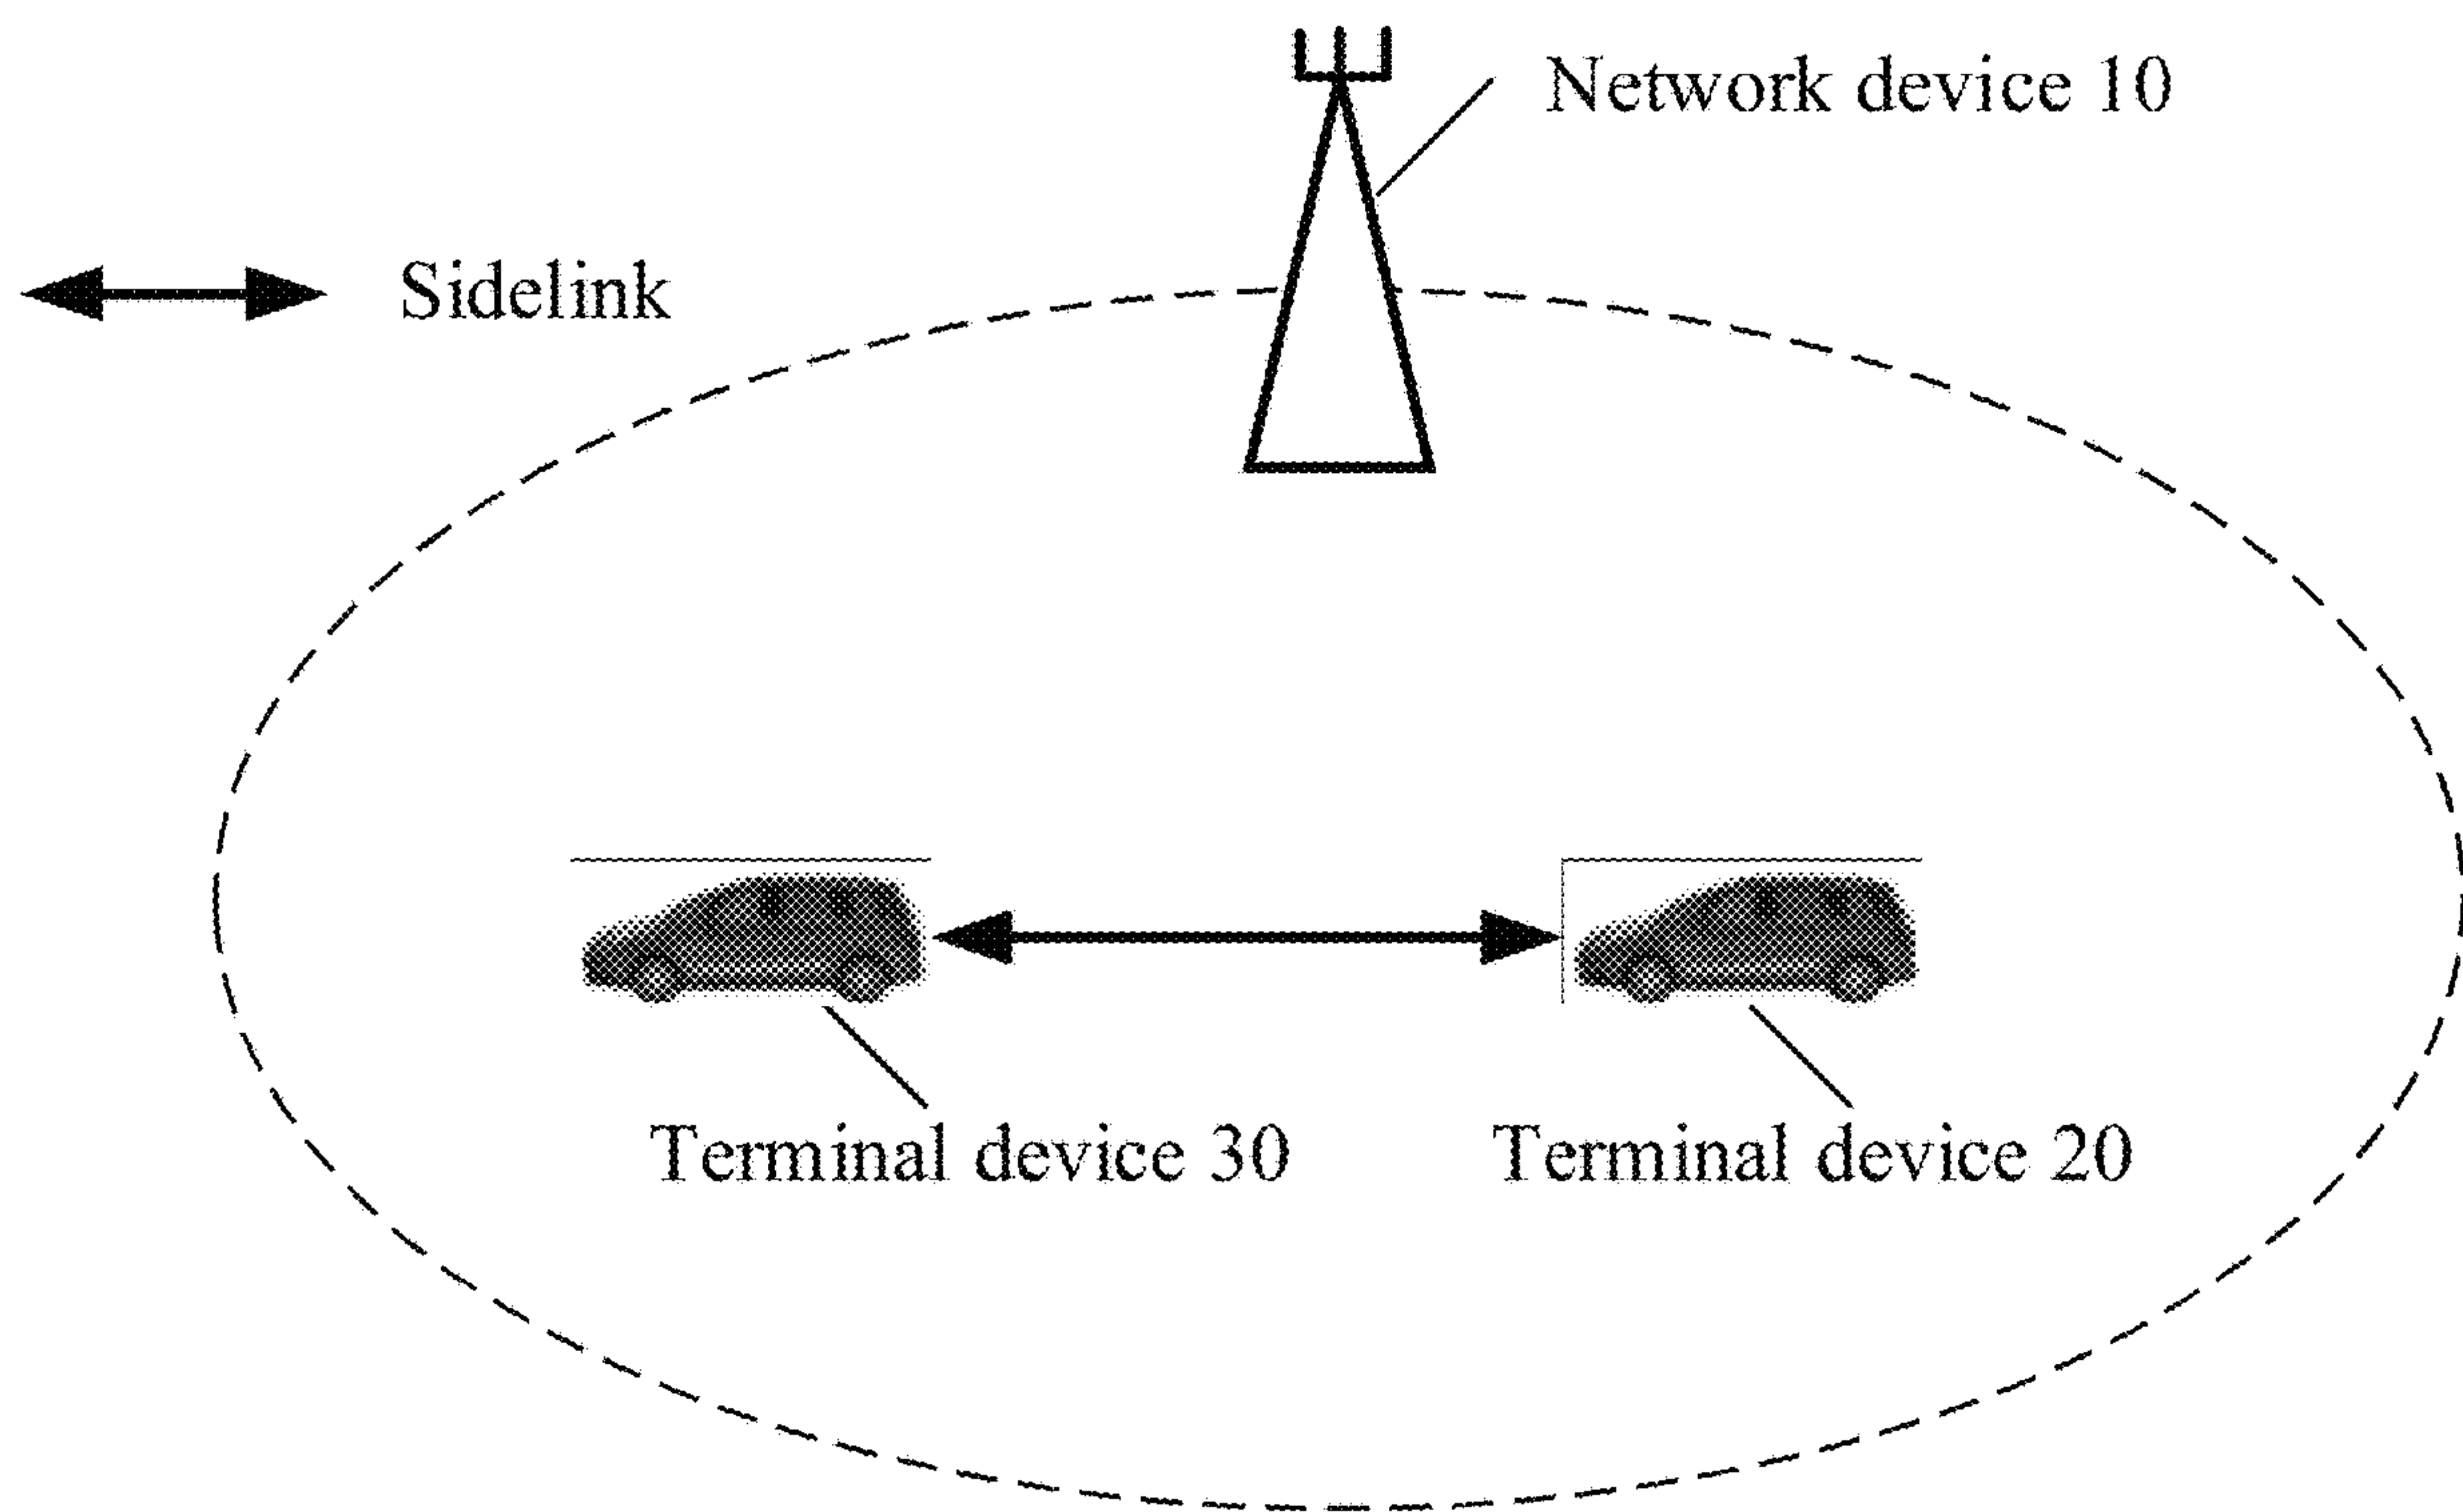 Network device 10
Sidelink
Terminal device 30
Terminal device 20